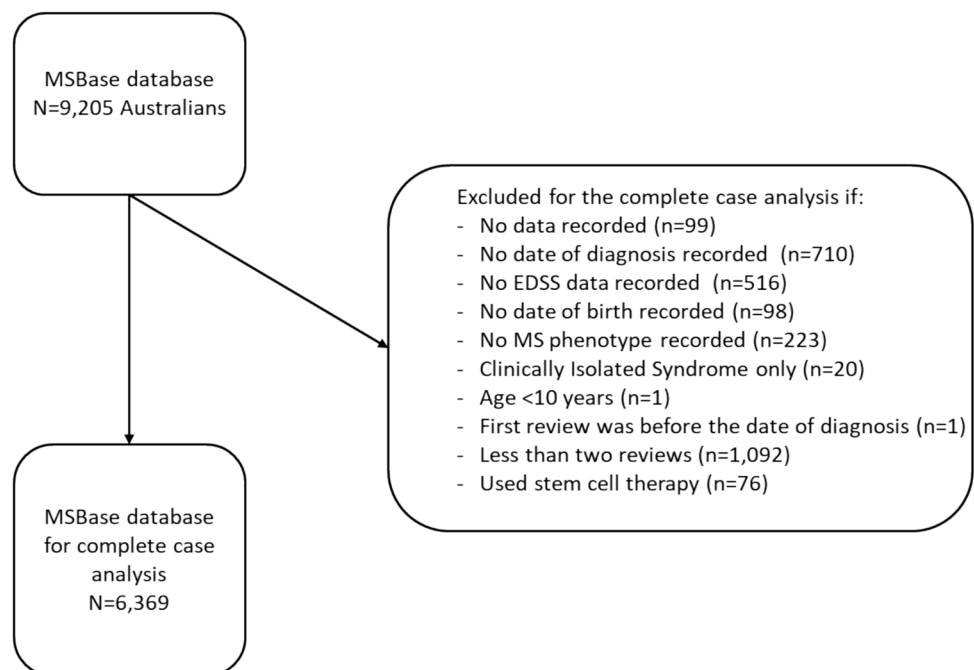 MSBase database
N=9,205 Australians
Excluded for the complete case analysis if:
- No data recorded (n=99)
- No date of diagnosis recorded  (n=710)
- No EDSS data recorded  (n=516)
- No date of birth recorded (n=98)
- No MS phenotype recorded (n=223)
- Clinically Isolated Syndrome only (n=20)
- Age <10 years (n=1)
- First review was before the date of diagnosis (n=1)
- Less than two reviews (n=1,092)
- Used stem cell therapy (n=76)
MSBase database
for complete case
analysis
N=6,369